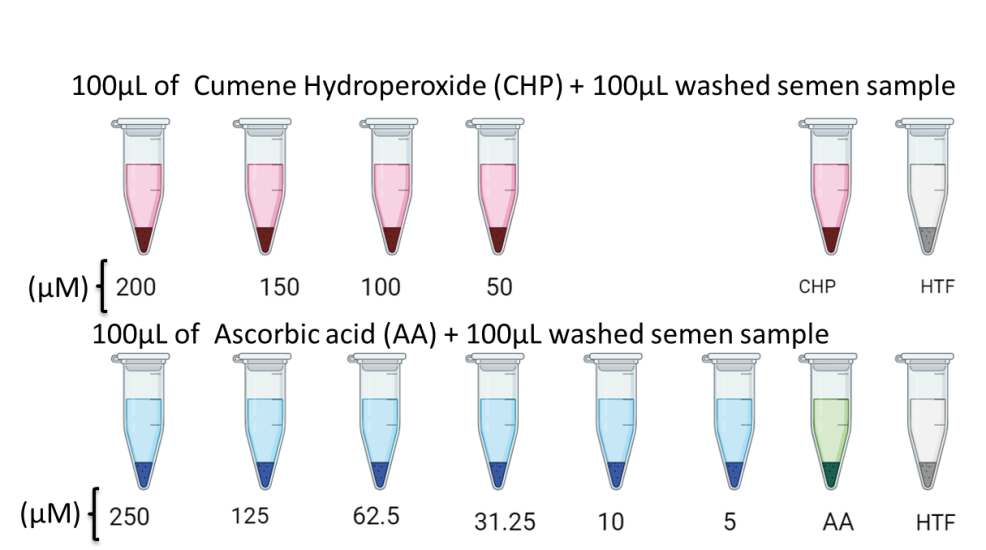 100µL of Cumene Hydroperoxide (CHP) + 100µL washed semen sample
(µM) { 200 150 100 50 CHP HTF
100µL of Ascorbic acid (AA) + 100µL washed semen sample
(µM) { 250 125 62.5 31.25 10 5 AA HTF